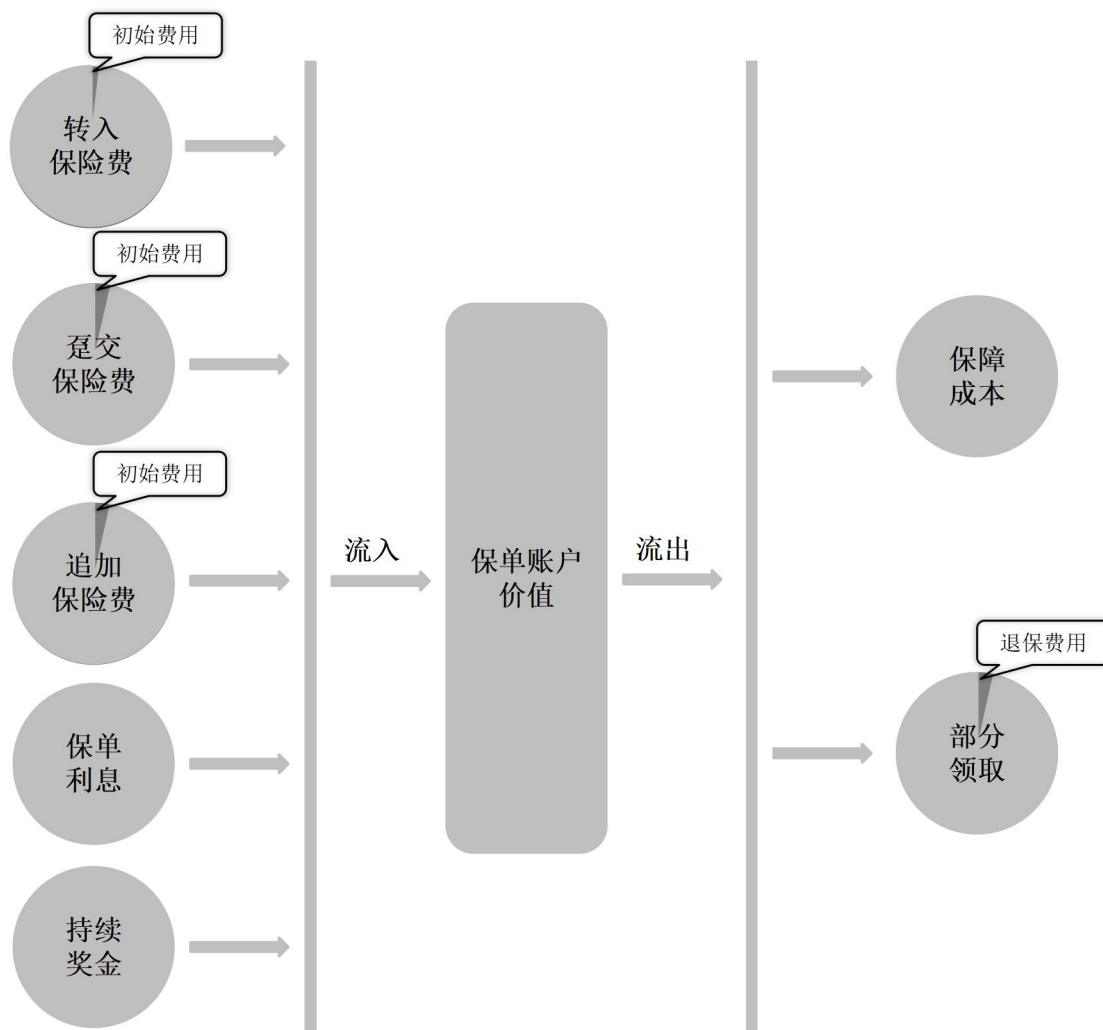 初始费用
转入
保险费
初始费用
趸交
保险费
初始费用
追加
保险费
保单
利息
持续
奖金
流入
保单账户
价值
流出
保障
成本
退保费用
部分
领取